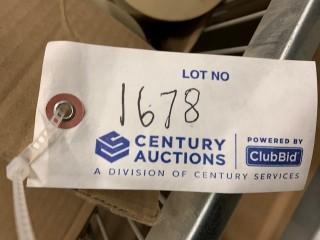 LOT NO
1678
CENTURY AUCTIONS
POWERED BY
ClubBid
A DIVISION OF CENTURY SERVICES